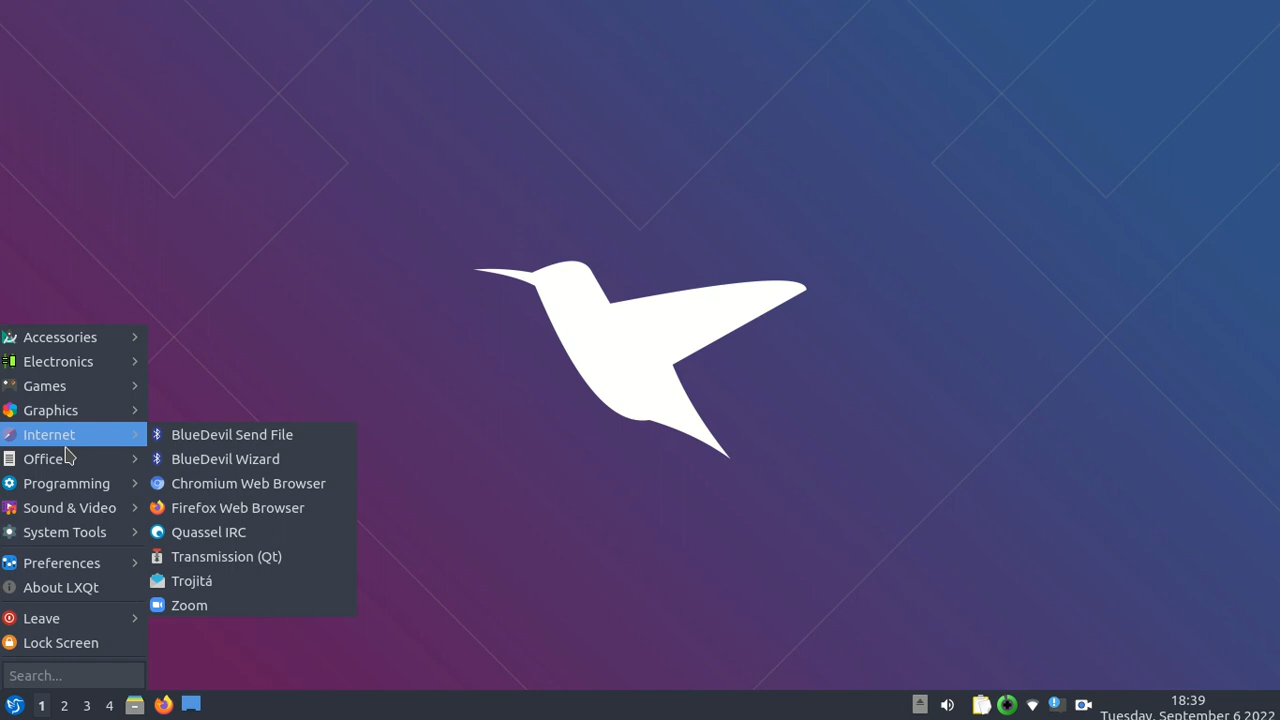 Accessories
Electronics
Games
Graphics
Internet
Office
Programming
Sound & Video
System Tools
Preferences
About LXQt
Leave
Lock Screen
Search...
BlueDevil Send File
BlueDevil Wizard
Chromium Web Browser
Firefox Web Browser
Quassel IRC
Transmission (Qt)
Trojitá
Zoom
1 2 3 4
18:39
Tuesday, September 6 2022